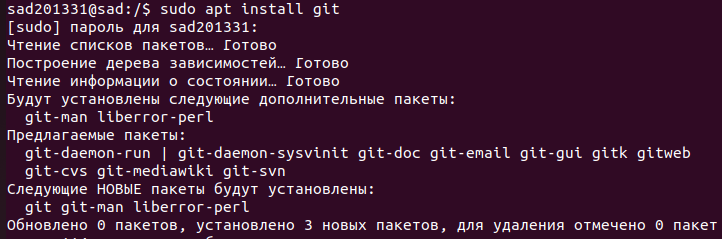 sad201331@sad:/$ sudo apt install git
[sudo] пароль для sad201331:
Чтение списков пакетов… Готово
Построение дерева зависимостей… Готово
Чтение информации о состоянии… Готово
Будут установлены следующие дополнительные пакеты:
  git-man liberror-perl
Предлагаемые пакеты:
  git-daemon-run | git-daemon-sysvinit git-doc git-email git-gui gitk gitweb
  git-cvs git-mediawiki git-svn
Следующие НОВЫЕ пакеты будут установлены:
  git git-man liberror-perl
Обновлено 0 пакетов, установлено 3 новых пакетов, для удаления отмечено 0 пакет